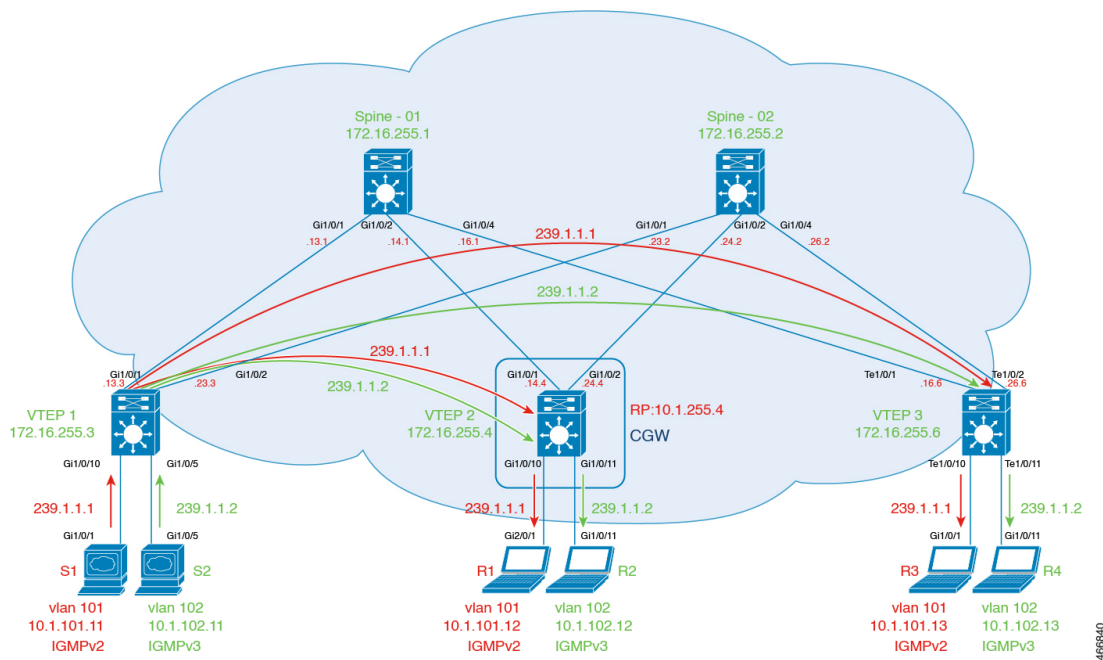 Spine - 01
172.16.255.1
Spine - 02
172.16.255.2
Gi1/0/1
Gi1/0/2
Gi1/0/4
.13.1
.14.1
.16.1
Gi1/0/1
Gi1/0/2
Gi1/0/4
.23.2
.24.2
.26.2
239.1.1.1
239.1.1.2
239.1.1.1
239.1.1.2
Gi1/0/1
.13.3
.23.3
Gi1/0/2
VTEP 1
172.16.255.3
Gi1/0/10
Gi1/0/5
239.1.1.1
239.1.1.2
Gi1/0/1
Gi1/0/5
S1
S2
vlan 101
10.1.101.11
IGMPv2
vlan 102
10.1.102.11
IGMPv3
Gi1/0/1
Gi1/0/2
.14.4
.24.4
VTEP 2
172.16.255.4
RP:10.1.255.4
CGW
Gi1/0/10
Gi1/0/11
239.1.1.1
239.1.1.2
Gi2/0/1
Gi1/0/11
R1
R2
vlan 101
10.1.101.12
IGMPv2
vlan 102
10.1.102.12
IGMPv3
Te1/0/1
Te1/0/2
.16.6
26.6
VTEP 3
172.16.255.6
Te1/0/10
Te1/0/11
239.1.1.1
239.1.1.2
Gi1/0/1
Gi1/0/11
R3
R4
vlan 101
10.1.101.13
IGMPv2
vlan 102
10.1.102.13
IGMPv3
466840